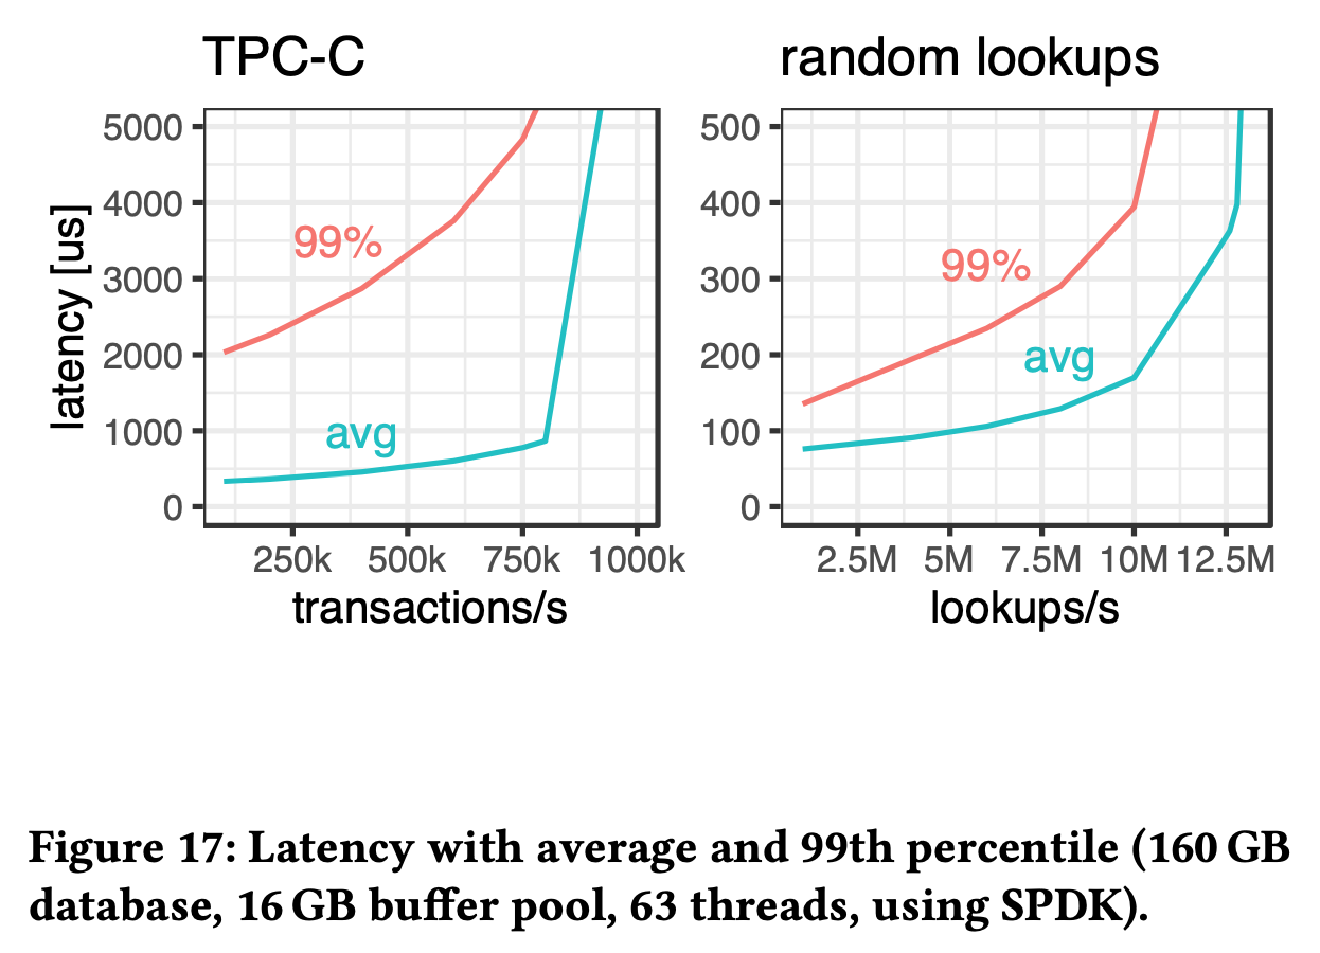 TPC-C
random lookups
latency [us]
5000
4000
3000
2000
1000
0
99%
avg
250k 500k 750k 1000k
transactions/s
500
400
300
200
100
0
99%
avg
2.5M 5M 7.5M 10M 12.5M
lookups/s
Figure 17: Latency with average and 99th percentile (160 GB
database, 16 GB buffer pool, 63 threads, using SPDK).